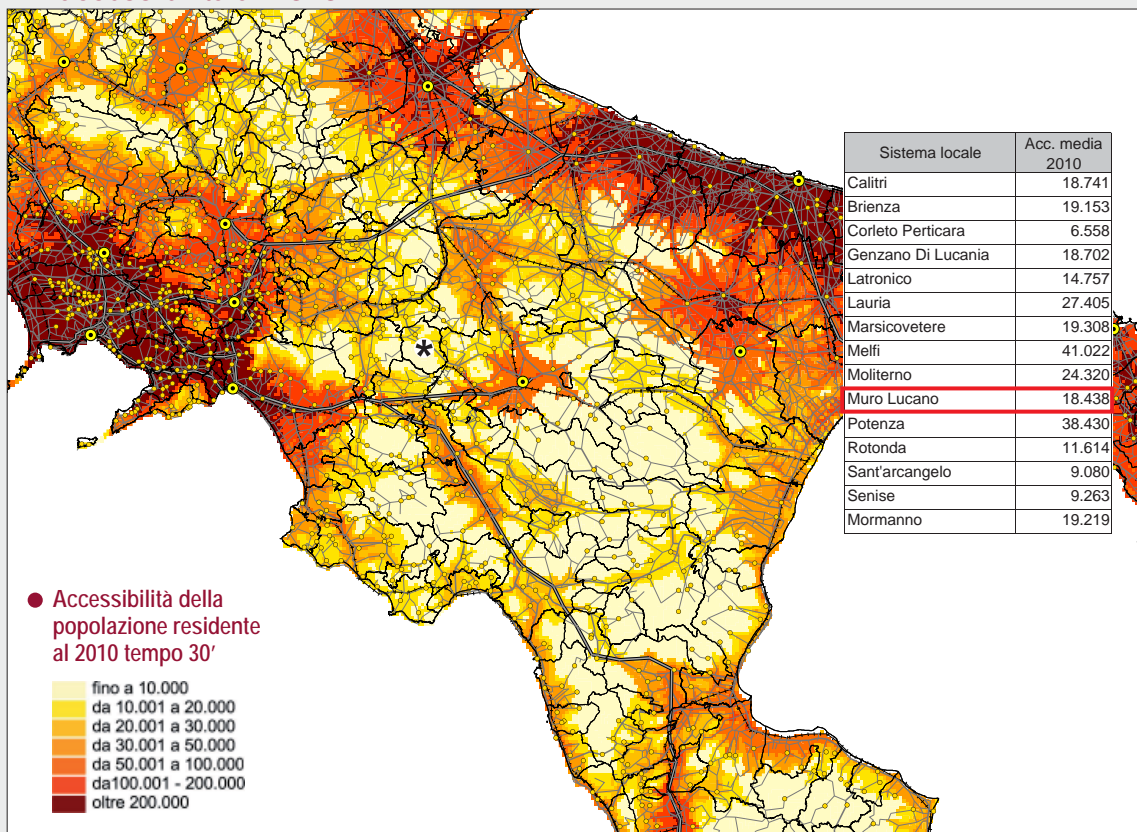 Sistema locale Acc. media 2010
Calitri 18.741
Brienza 19.153
Corleto Perticara 6.558
Genzano Di Lucania 18.702
Latronico 14.757
Lauria 27.405
Marsicovetere 19.308
Melfi 41.022
Moliterno 24.320
Muro Lucano 18.438
Potenza 38.430
Rotonda 11.614
Sant'arcangelo 9.080
Senise 9.263
Mormanno 19.219
*
Accessibilità della
popolazione residente
al 2010 tempo 30'
fino a 10.000
da 10.001 a 20.000
da 20.001 a 30.000
da 30.001 a 50.000
da 50.001 a 100.000
da100.001 - 200.000
oltre 200.000